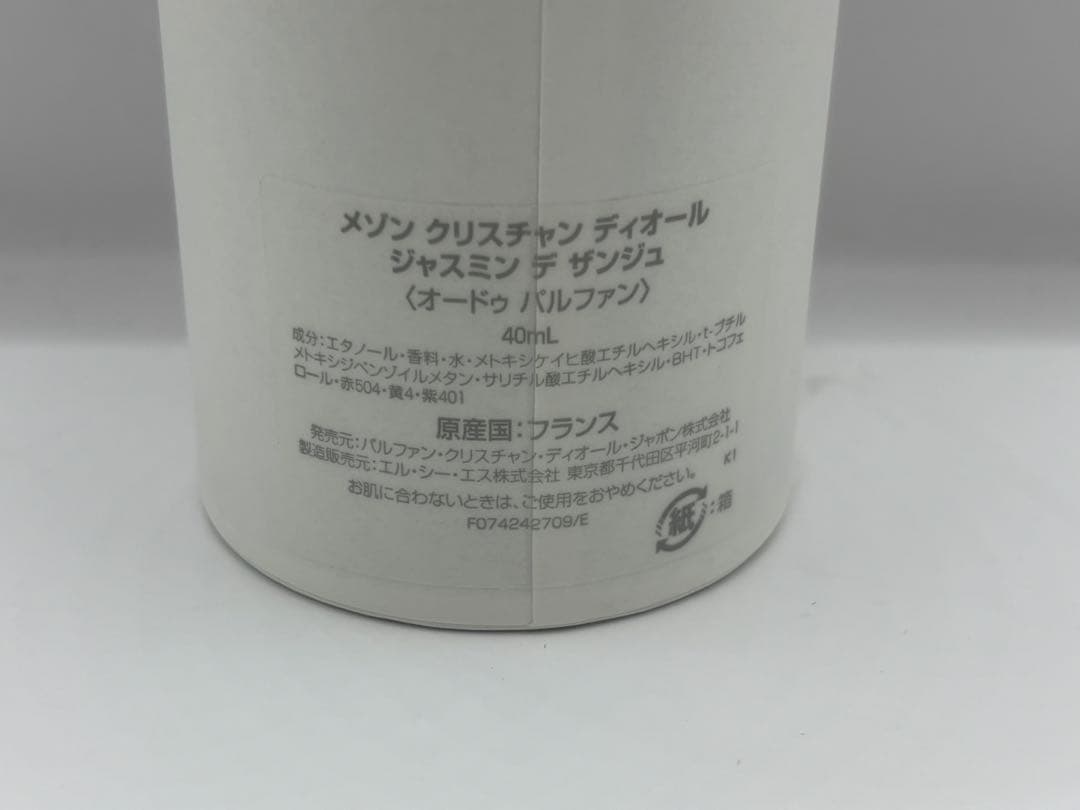 メゾン クリスチャン ディオール
ジャスミン デ ザンジュ
〈オードゥ パルファン〉
40mL
成分:エタノール・香料・水・メトキシケイヒ酸エチルヘキシル・t-ブチル
メトキシジベンゾイルメタン・サリチル酸エチルヘキシル・BHT・トコフェ
ロール・赤504・黄4・紫401
原産国:フランス
発売元:パルファン・クリスチャン・ディオール・ジャポン株式会社
製造販売元:エル・シー・エス株式会社 東京都千代田区平河町2-1-1
K1
お肌に合わないときは、ご使用をおやめください。
F074242709/E
紙:箱